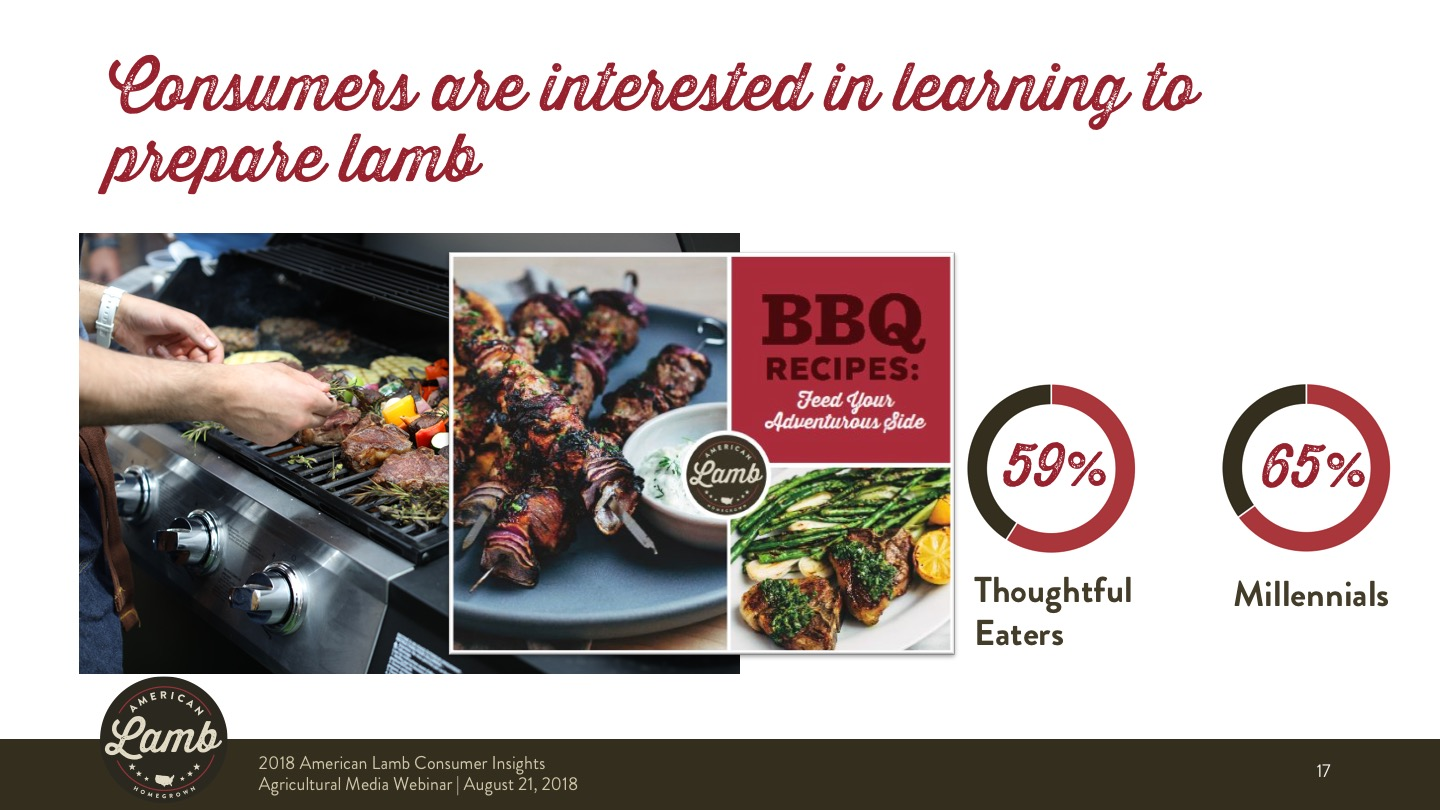 Consumers are interested in learning to
prepare lamb
BBQ
RECIPES:
Feed Your
Adventurous Side
AMERICAN
Lamb
HOMEGROWN
59%
65%
Thoughtful
Eaters
Millennials
AMERICAN
Lamb
HOMEGROWN
2018 American Lamb Consumer Insights
Agricultural Media Webinar | August 21, 2018
17